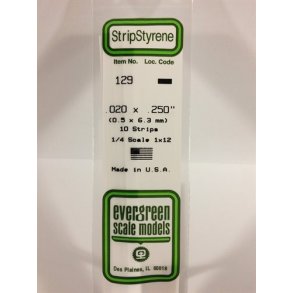 StripStyrene
Item No. Loc. Code
129
.020 x .250"
(0.5 x 6.3 mm)
10 Strips
1/4 Scale 1x12
Made in U.S.A.
evergreen
scale models
Des Plaines, IL 60018